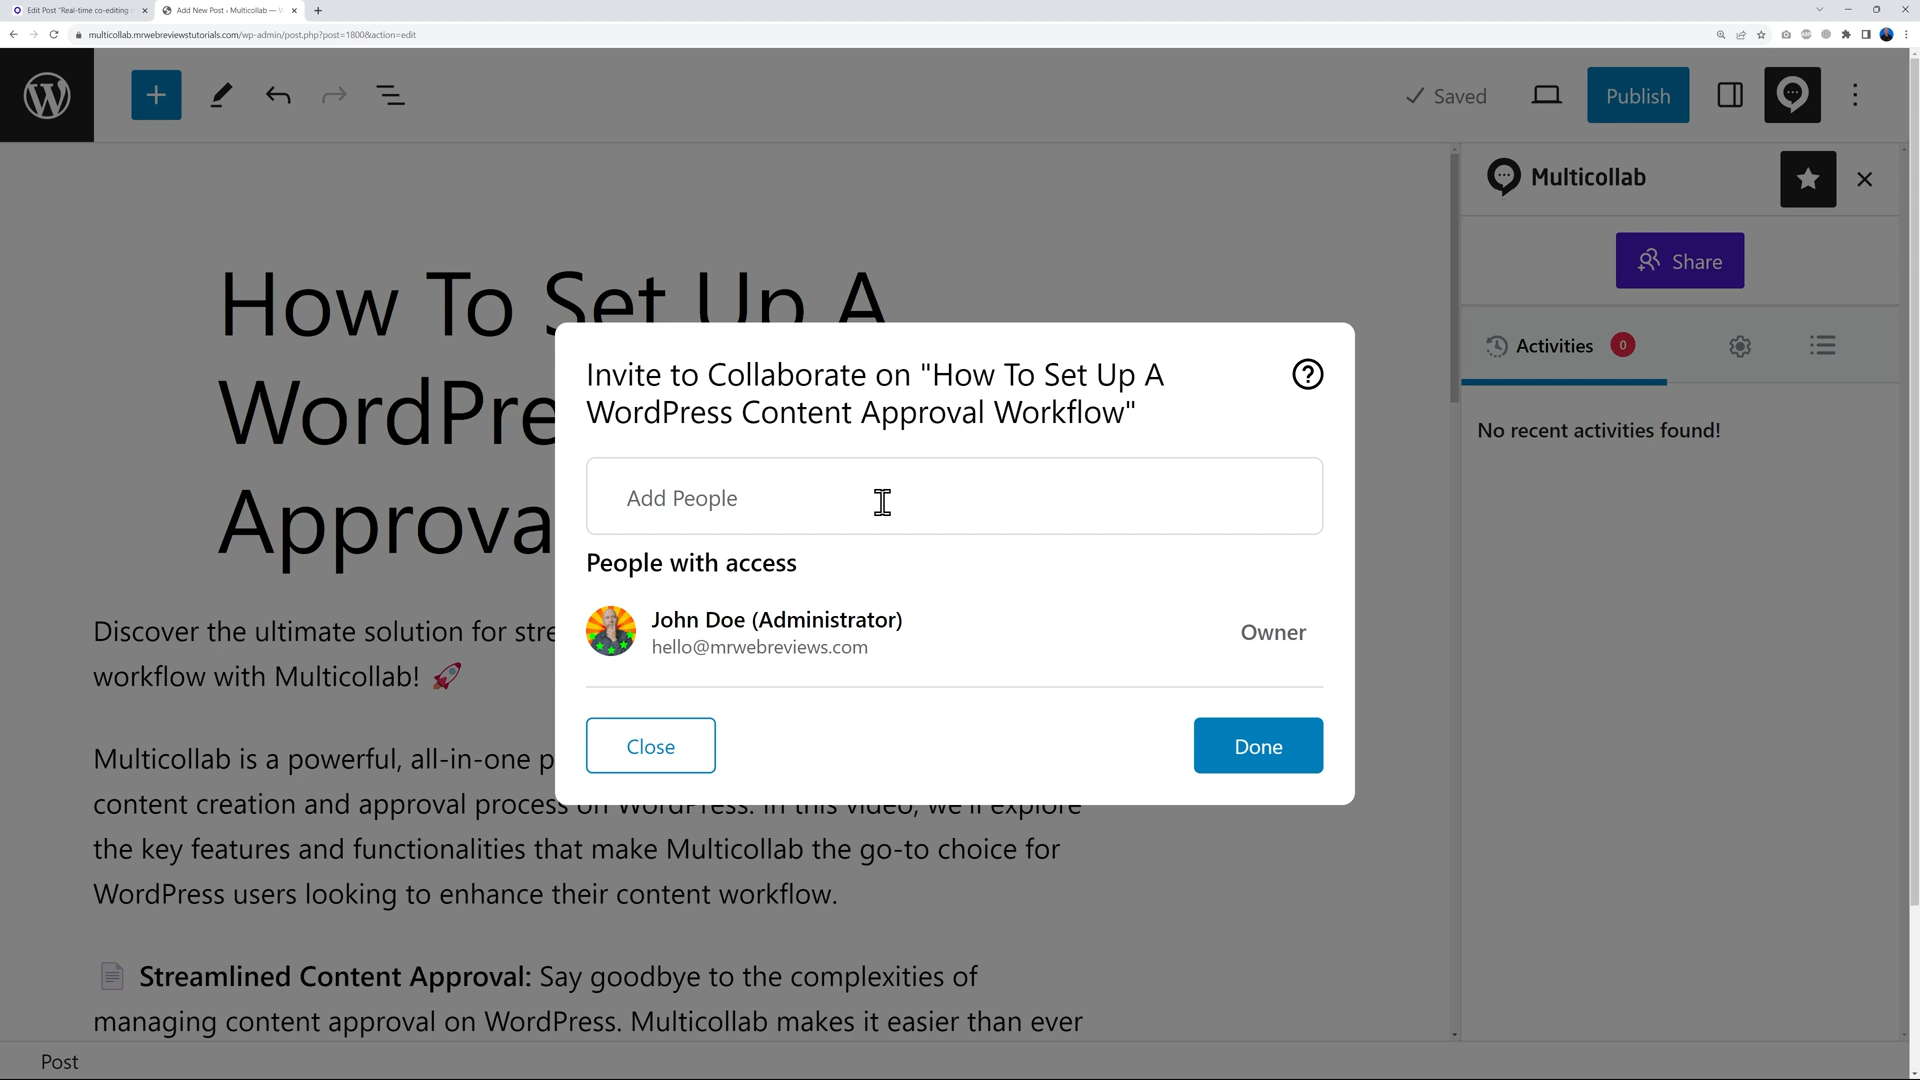 Edit Post "Real-time co-editing
Add New Post ‹ Multicollab — W
multicollab.mrwebreviewstutorials.com/wp-admin/post.php?post=1800&action=edit
Saved
Publish
Multicollab
Share
Activities 0
No recent activities found!
How To Set Up A
WordPre
Approva
Discover the ultimate solution for stre
workflow with Multicollab! 🚀
Multicollab is a powerful, all-in-one p
content creation and approval process on WordPress. In this video, we'll explore
the key features and functionalities that make Multicollab the go-to choice for
WordPress users looking to enhance their content workflow.
📄 Streamlined Content Approval: Say goodbye to the complexities of
managing content approval on WordPress. Multicollab makes it easier than ever
Post
Invite to Collaborate on "How To Set Up A
WordPress Content Approval Workflow"
Add People
People with access
John Doe (Administrator)
hello@mrwebreviews.com
Owner
Close
Done